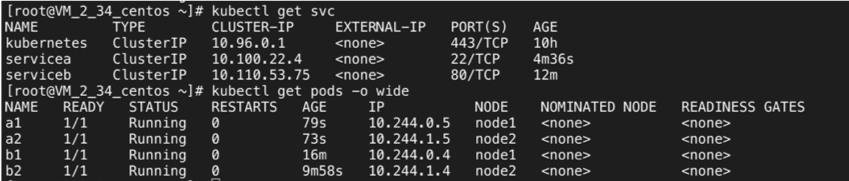 [root@VM_2_34_centos ~]# kubectl get svc
NAME TYPE CLUSTER-IP EXTERNAL-IP PORT(S) AGE
kubernetes ClusterIP 10.96.0.1 <none> 443/TCP 10h
servicea ClusterIP 10.100.22.4 <none> 22/TCP 4m36s
serviceb ClusterIP 10.110.53.75 <none> 80/TCP 12m
[root@VM_2_34_centos ~]# kubectl get pods -o wide
NAME READY STATUS RESTARTS AGE IP NODE NOMINATED NODE READINESS GATES
a1 1/1 Running 0 79s 10.244.0.5 node1 <none> <none>
a2 1/1 Running 0 73s 10.244.1.5 node2 <none> <none>
b1 1/1 Running 0 16m 10.244.0.4 node1 <none> <none>
b2 1/1 Running 0 9m58s 10.244.1.4 node2 <none> <none>